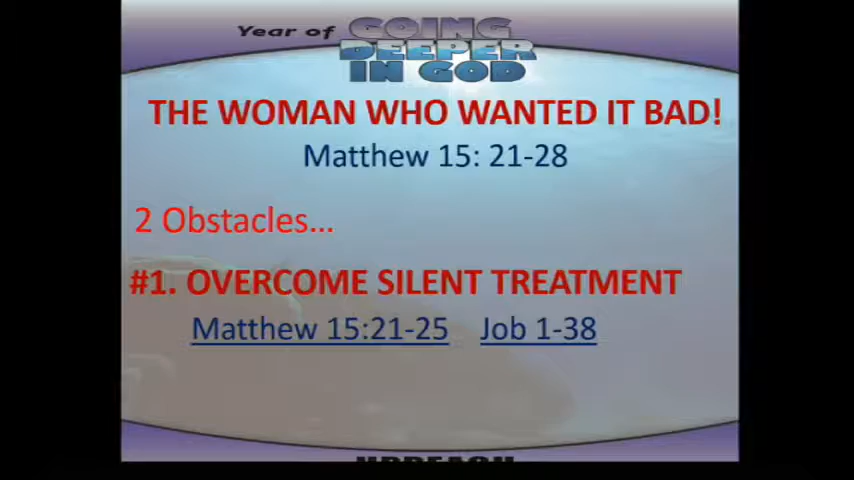 Year of GOING
DEEPER
IN GOD
THE WOMAN WHO WANTED IT BAD!
Matthew 15: 21-28
2 Obstacles...
#1. OVERCOME SILENT TREATMENT
Matthew 15:21-25 Job 1-38